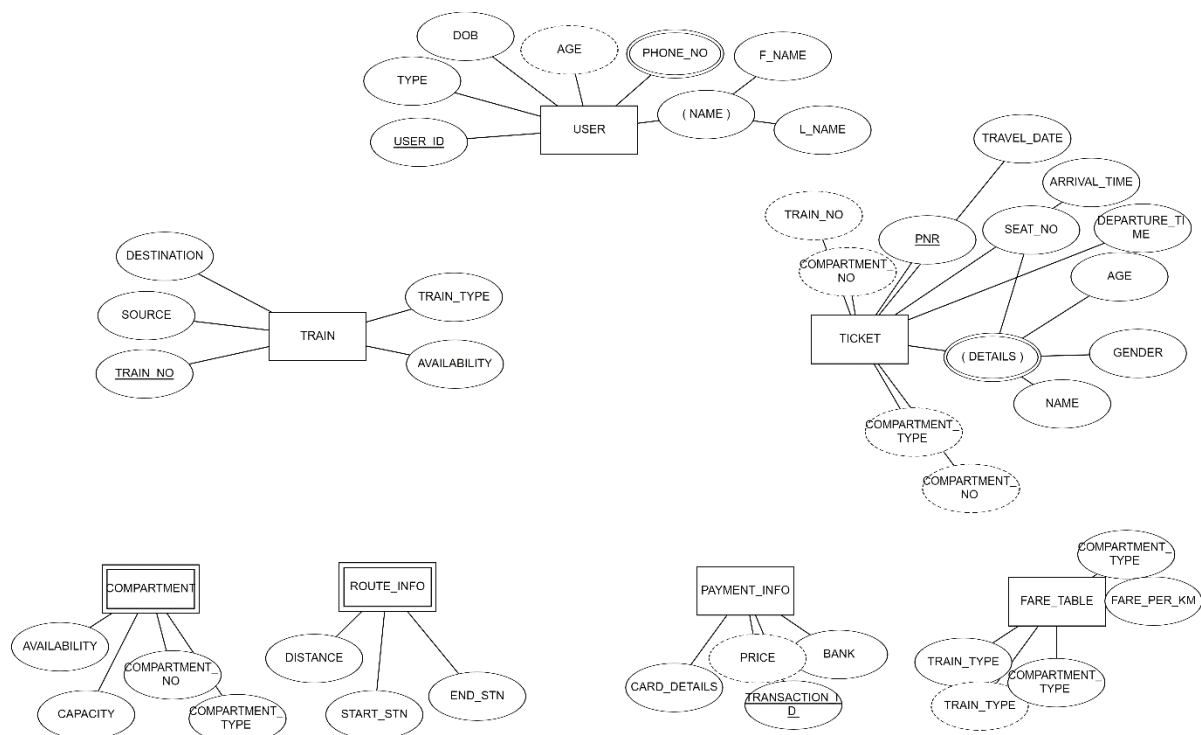 DOB
AGE
PHONE_NO
F_NAME
TYPE
( NAME )
USER
USER_ID
L_NAME
TRAVEL_DATE
ARRIVAL_TIME
TRAIN_NO
SEAT_NO
DEPARTURE_TI
ME
PNR
DESTINATION
COMPARTMENT_
NO
AGE
TRAIN_TYPE
SOURCE
TRAIN
TICKET
( DETAILS )
GENDER
TRAIN_NO
AVAILABILITY
NAME
COMPARTMENT_
TYPE
COMPARTMENT_
NO
COMPARTMENT
ROUTE_INFO
PAYMENT_INFO
FARE_TABLE
COMPARTMENT_
TYPE
FARE_PER_KM
AVAILABILITY
COMPARTMENT_
NO
CAPACITY
COMPARTMENT_
TYPE
DISTANCE
START_STN
END_STN
CARD_DETAILS
PRICE
BANK
TRANSACTION_I
D
TRAIN_TYPE
COMPARTMENT_
TYPE
TRAIN_TYPE